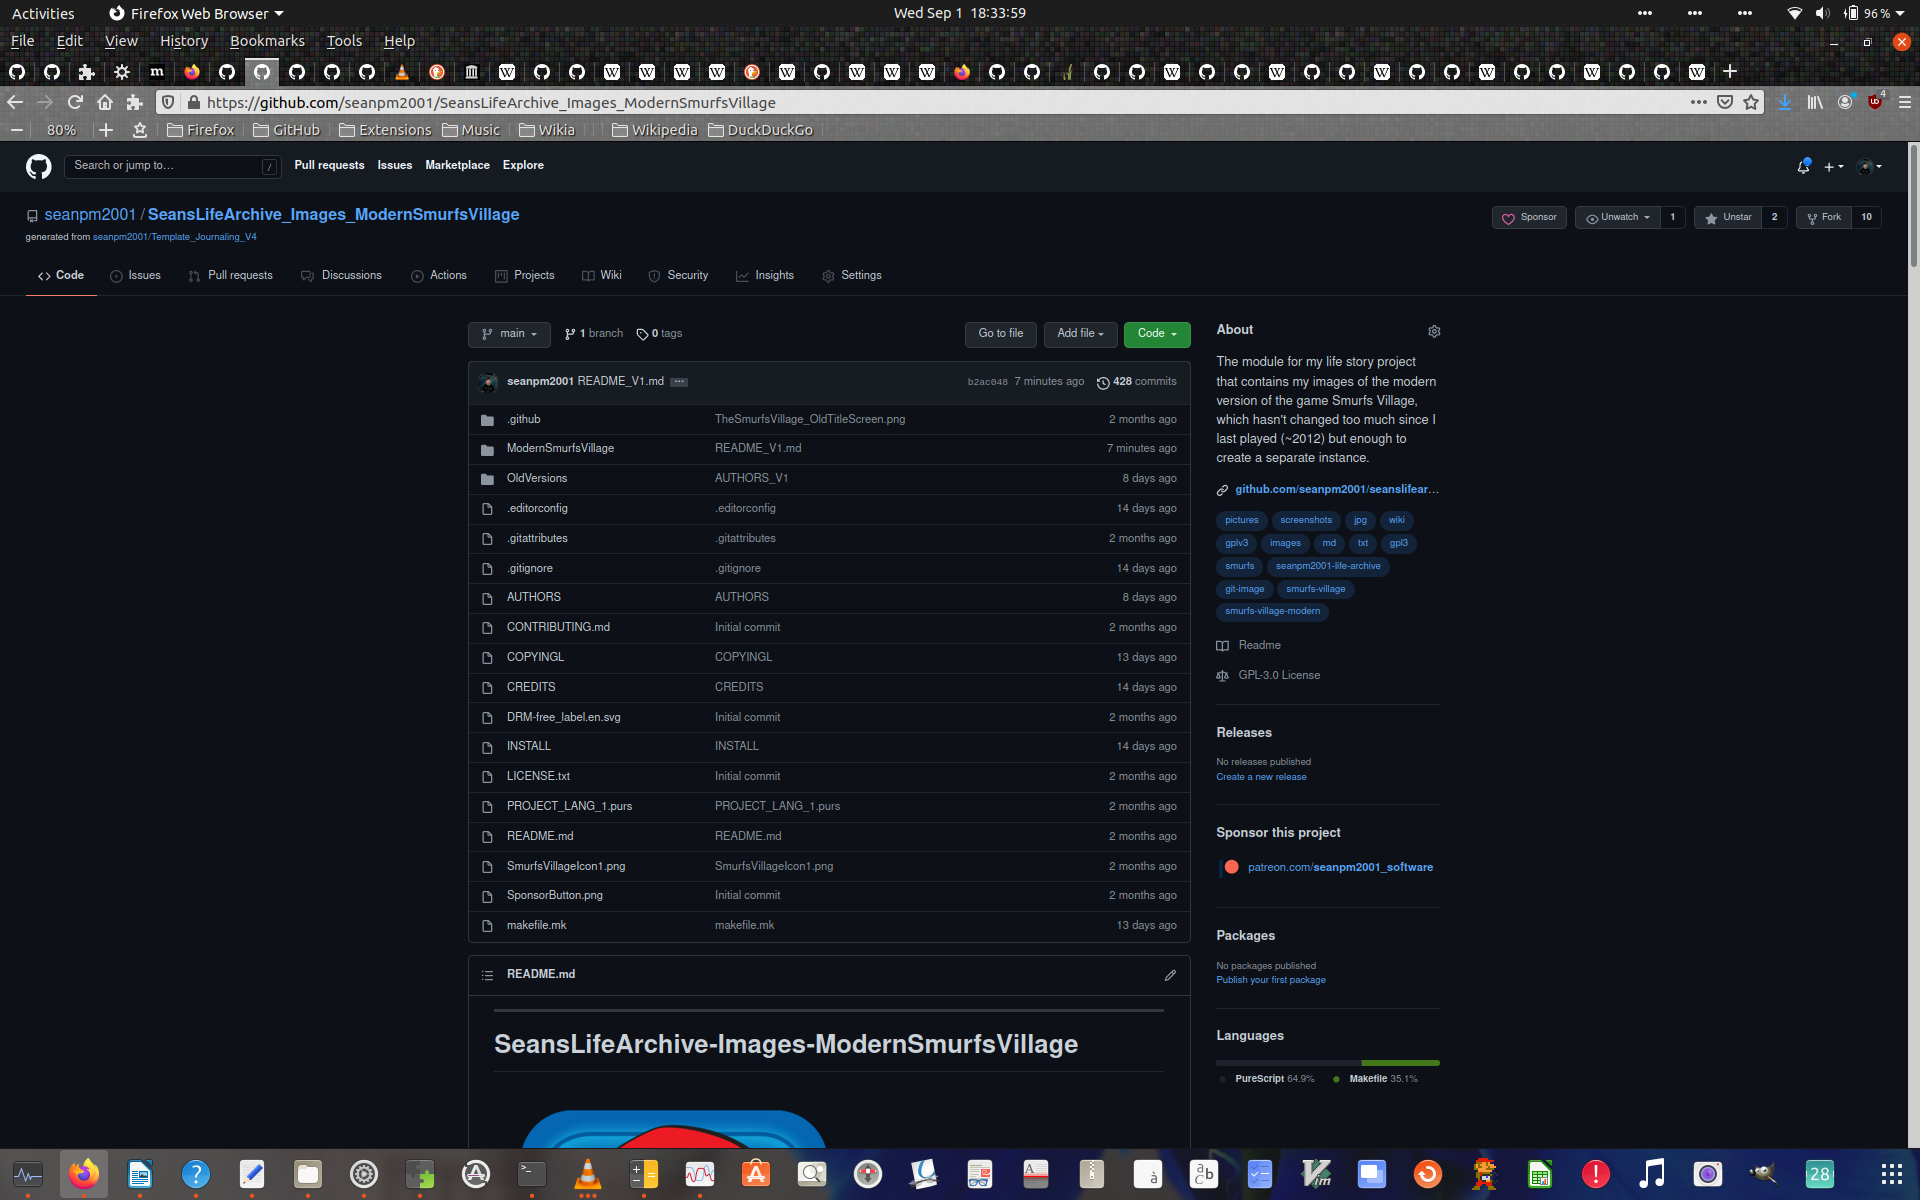 Activities Firefox Web Browser Wed Sep 1 18:33:59 96 %
File Edit View History Bookmarks Tools Help
https://github.com/seanpm2001/SeansLifeArchive_Images_ModernSmurfsVillage 4
80% Firefox GitHub Extensions Music Wikia Wikipedia DuckDuckGo
Search or jump to… / Pull requests Issues Marketplace Explore
seanpm2001 / SeansLifeArchive_Images_ModernSmurfsVillage Sponsor Unwatch 1 Unstar 2 Fork 10
generated from seanpm2001/Template_Journaling_V4
Code Issues Pull requests Discussions Actions Projects Wiki Security Insights Settings
main 1 branch 0 tags Go to file Add file Code
seanpm2001 README_V1.md b2ac048 7 minutes ago 428 commits
.github TheSmurfsVillage_OldTitleScreen.png 2 months ago
ModernSmurfsVillage README_V1.md 7 minutes ago
OldVersions AUTHORS_V1 8 days ago
.editorconfig .editorconfig 14 days ago
.gitattributes .gitattributes 2 months ago
.gitignore .gitignore 14 days ago
AUTHORS AUTHORS 8 days ago
CONTRIBUTING.md Initial commit 2 months ago
COPYINGL COPYINGL 13 days ago
CREDITS CREDITS 14 days ago
DRM-free_label.en.svg Initial commit 2 months ago
INSTALL INSTALL 14 days ago
LICENSE.txt Initial commit 2 months ago
PROJECT_LANG_1.purs PROJECT_LANG_1.purs 2 months ago
README.md README.md 2 months ago
SmurfsVillageIcon1.png SmurfsVillageIcon1.png 2 months ago
SponsorButton.png Initial commit 2 months ago
makefile.mk makefile.mk 13 days ago
README.md
SeansLifeArchive-Images-ModernSmurfsVillage
About
The module for my life story project
that contains my images of the modern
version of the game Smurfs Village,
which hasn't changed too much since I
last played (~2012) but enough to
create a separate instance.
github.com/seanpm2001/seanslifear…
pictures screenshots jpg wiki
gplv3 images md txt gpl3
smurfs seanpm2001-life-archive
git-image smurfs-village
smurfs-village-modern
Readme
GPL-3.0 License
Releases
No releases published
Create a new release
Sponsor this project
patreon.com/seanpm2001_software
Packages
No packages published
Publish your first package
Languages
PureScript 64.9% Makefile 35.1%
28